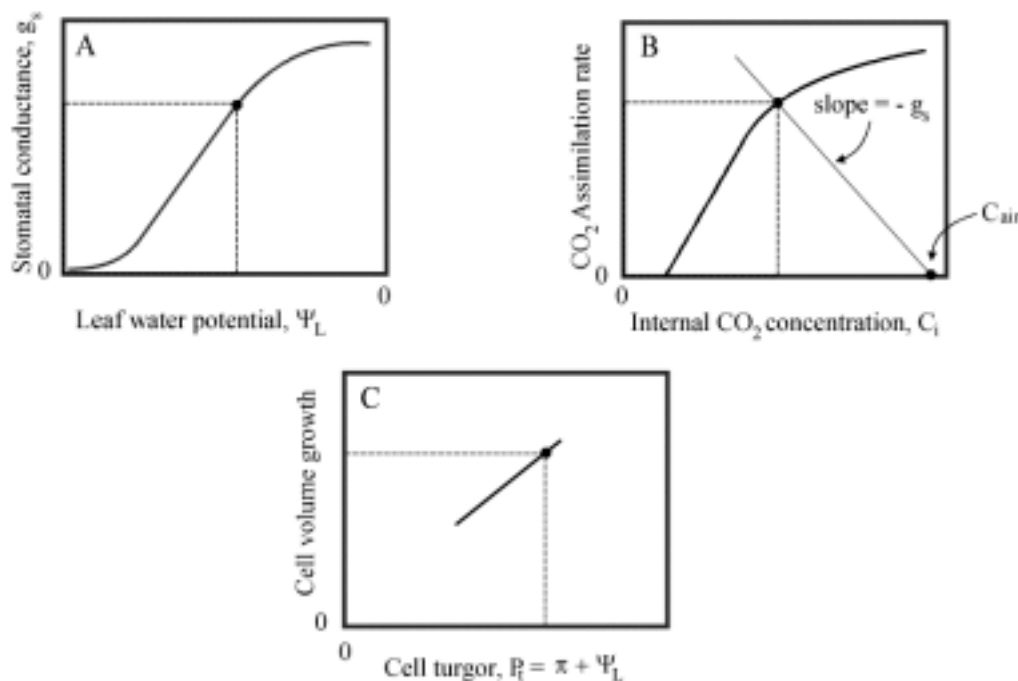 A
Stomatal conductance, gs
0
0
Leaf water potential, ΨL
B
CO2 Assimilation rate
slope = - gs
Cair
0
0
Internal CO2 concentration, Ci
C
Cell volume growth
0
0
Cell turgor, Pt = π + ΨL